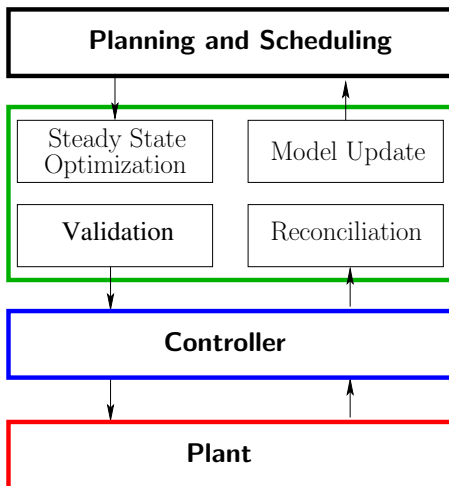 Planning and Scheduling
Steady State
Optimization
Model Update
Validation
Reconciliation
Controller
Plant